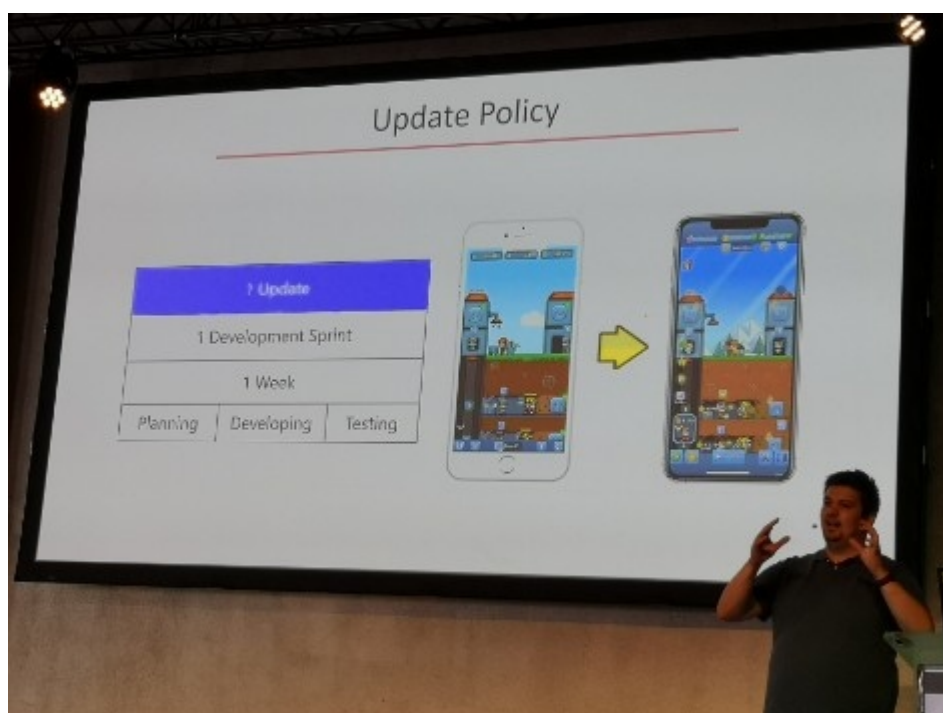 Update Policy
? Update
1 Development Sprint
1 Week
Planning Developing Testing